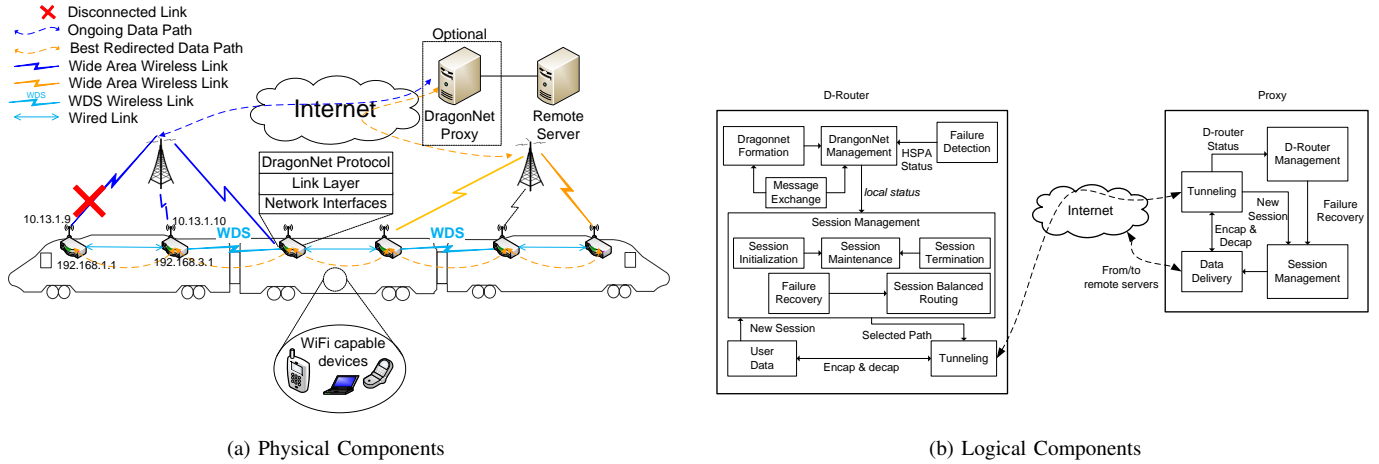 Disconnected Link
Ongoing Data Path
Best Redirected Data Path
Wide Area Wireless Link
Wide Area Wireless Link
WDS
WDS Wireless Link
Wired Link
Optional
Internet
DragonNet
Proxy
Remote
Server
DragonNet Protocol
Link Layer
Network Interfaces
10.13.1.9
10.13.1.10
WDS
WDS
192.168.1.1
192.168.3.1
WiFi capable
devices
(a) Physical Components
D-Router
Dragonnet
Formation
DrangonNet
Management
Failure
Detection
HSPA
Status
Message
Exchange
local status
Session Management
Session
Initialization
Session
Maintenance
Session
Termination
Failure
Recovery
Session Balanced
Routing
New Session
Selected Path
User
Data
Encap & decap
Tunneling
Internet
From/to
remote servers
Proxy
D-router
Status
D-Router
Management
Tunneling
New
Session
Failure
Recovery
Encap &
Decap
Data
Delivery
Session
Management
(b) Logical Components